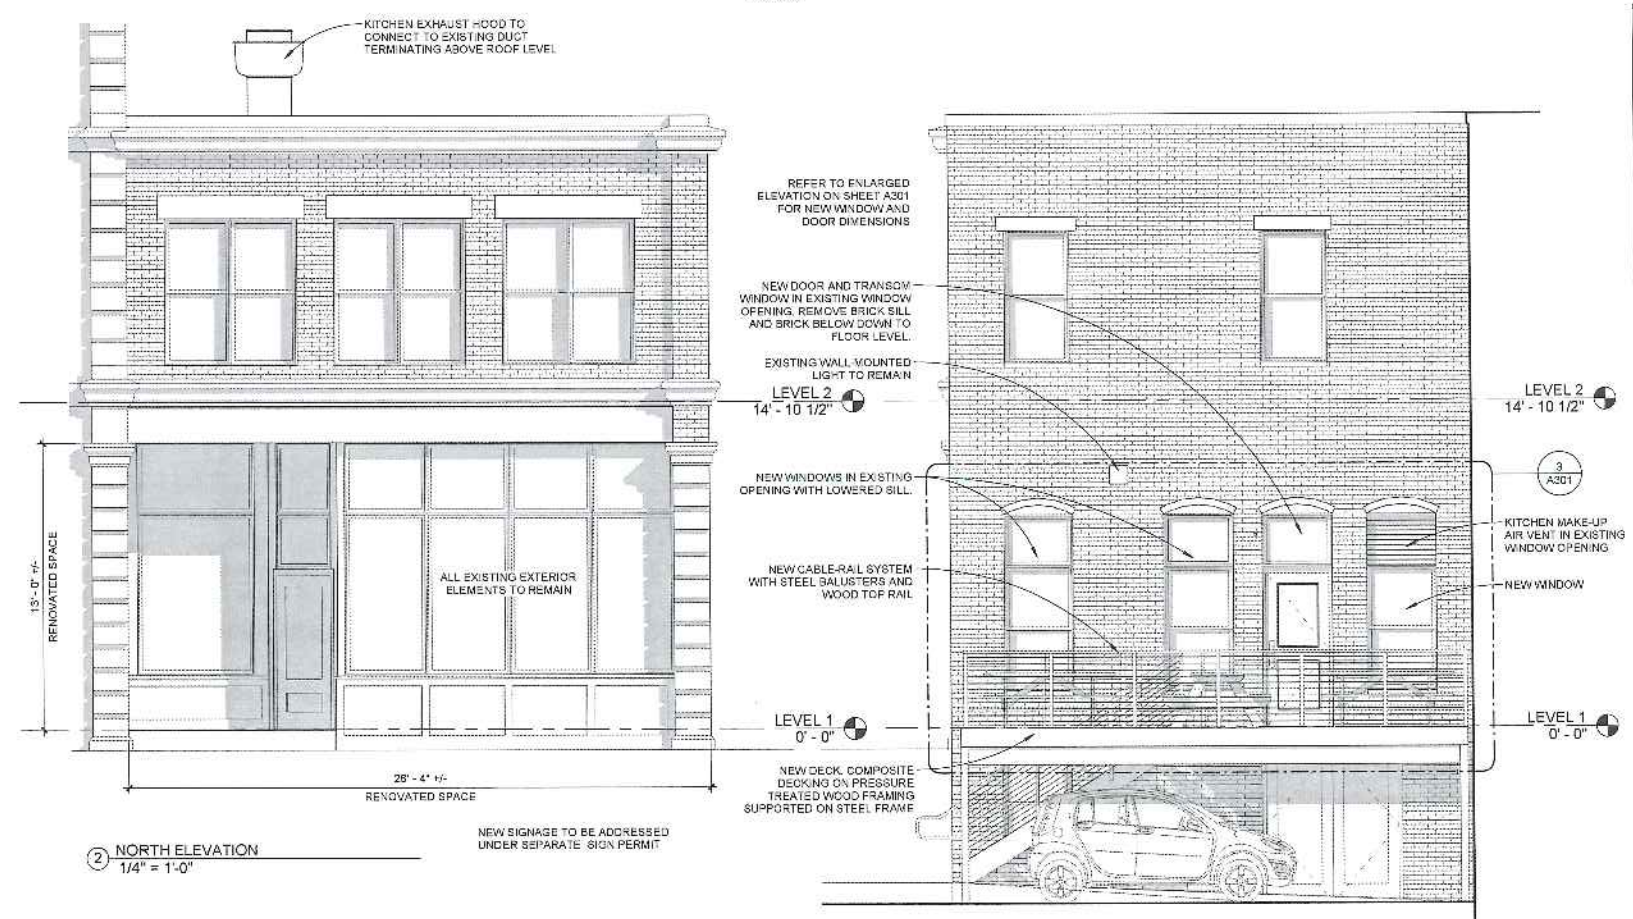 KITCHEN EXHAUST HOOD TO
CONNECT TO EXISTING DUCT
TERMINATING ABOVE ROOF LEVEL
REFER TO ENLARGED
ELEVATION ON SHEET A301
FOR NEW WINDOW AND
DOOR DIMENSIONS
NEW DOOR AND TRANSOM
WINDOW IN EXISTING WINDOW
OPENING. REMOVE BRICK SILL
AND BRICK BELOW DOWN TO
FLOOR LEVEL.
EXISTING WALL-MOUNTED
LIGHT TO REMAIN
LEVEL 2
14' - 10 1/2"
LEVEL 2
14' - 10 1/2"
NEW WINDOWS IN EXISTING
OPENING WITH LOWERED SILL.
3
A301
KITCHEN MAKE-UP
AIR VENT IN EXISTING
WINDOW OPENING
NEW WINDOW
13' - 0" +/-
RENOVATED SPACE
ALL EXISTING EXTERIOR
ELEMENTS TO REMAIN
NEW CABLE-RAIL SYSTEM
WITH STEEL BALUSTERS AND
WOOD TOP RAIL
LEVEL 1
0' - 0"
LEVEL 1
0' - 0"
NEW DECK. COMPOSITE
DECKING ON PRESSURE
TREATED WOOD FRAMING
SUPPORTED ON STEEL FRAME
26' - 4" +/-
RENOVATED SPACE
NEW SIGNAGE TO BE ADDRESSED
UNDER SEPARATE SIGN PERMIT
2
NORTH ELEVATION
1/4" = 1'-0"